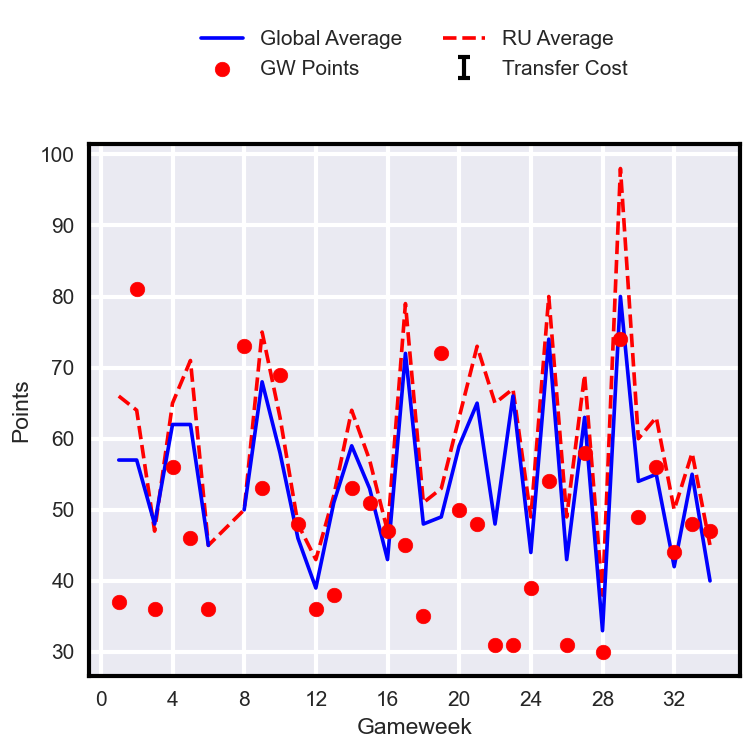 Global Average
RU Average
GW Points
Transfer Cost
100
90
80
70
60
50
40
30
Points
0 4 8 12 16 20 24 28 32
Gameweek